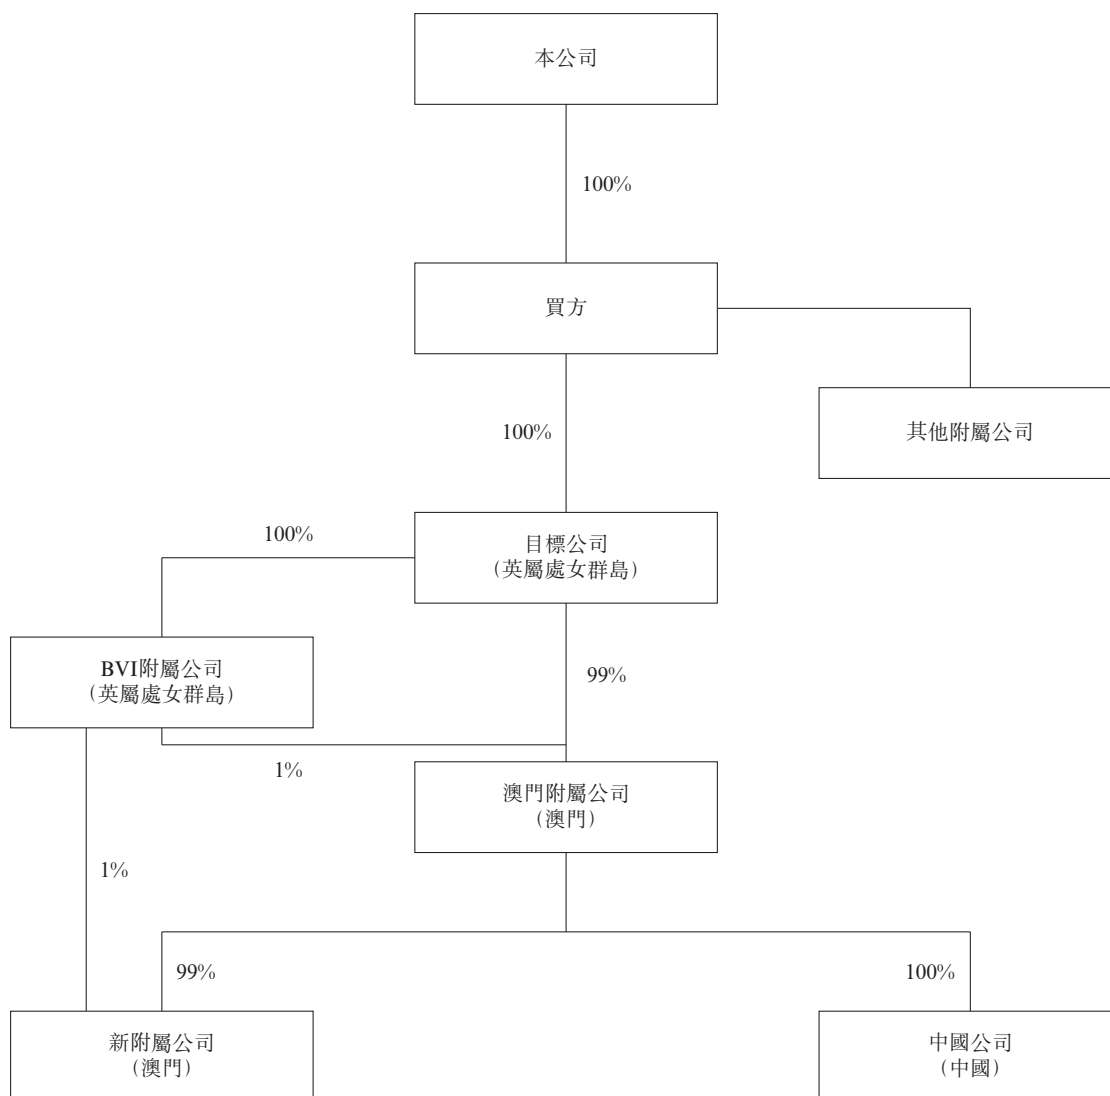 本公司
100%
買方
100%
其他附屬公司
100%
目標公司
（英屬處女群島）
BVI附屬公司
（英屬處女群島）
99%
1%
澳門附屬公司
（澳門）
1%
99%
100%
新附屬公司
（澳門）
中國公司
（中國）